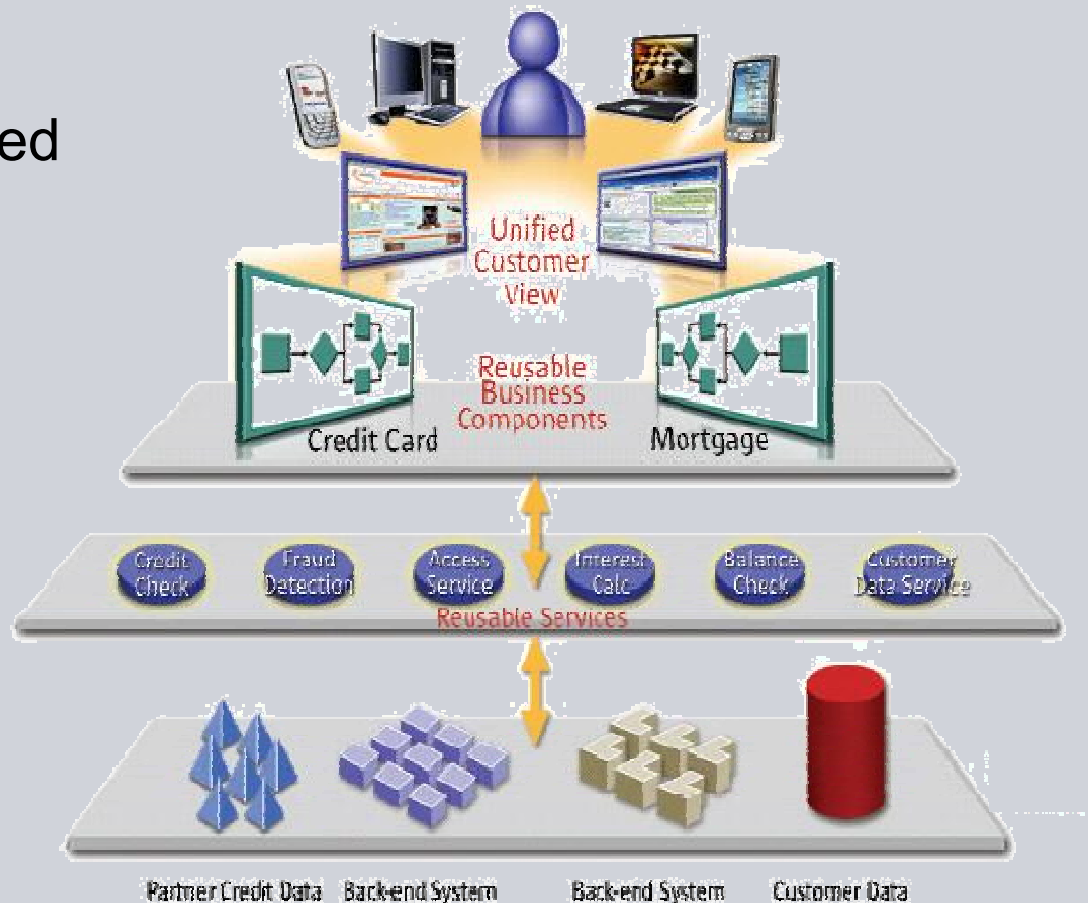 ed
Unified
Customer
View
Reusable
Business
Components
Credit Card
Mortgage
Credit
Check
Fraud
Detection
Access
Service
Interest
Calc
Balance
Check
Customer
Data Service
Reusable Services
Partner Credit Data
Back-end System
Back-end System
Customer Data